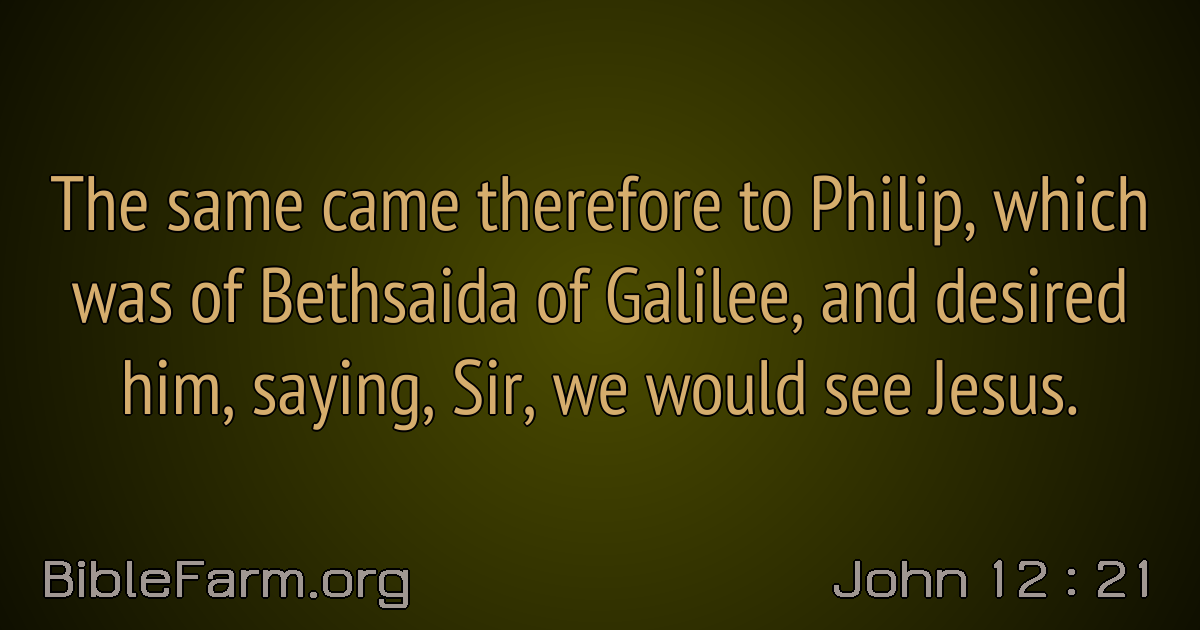 The same came therefore to Philip, which
was of Bethsaida of Galilee, and desired
him, saying, Sir, we would see Jesus.
BibleFarm.org
John 12 : 21